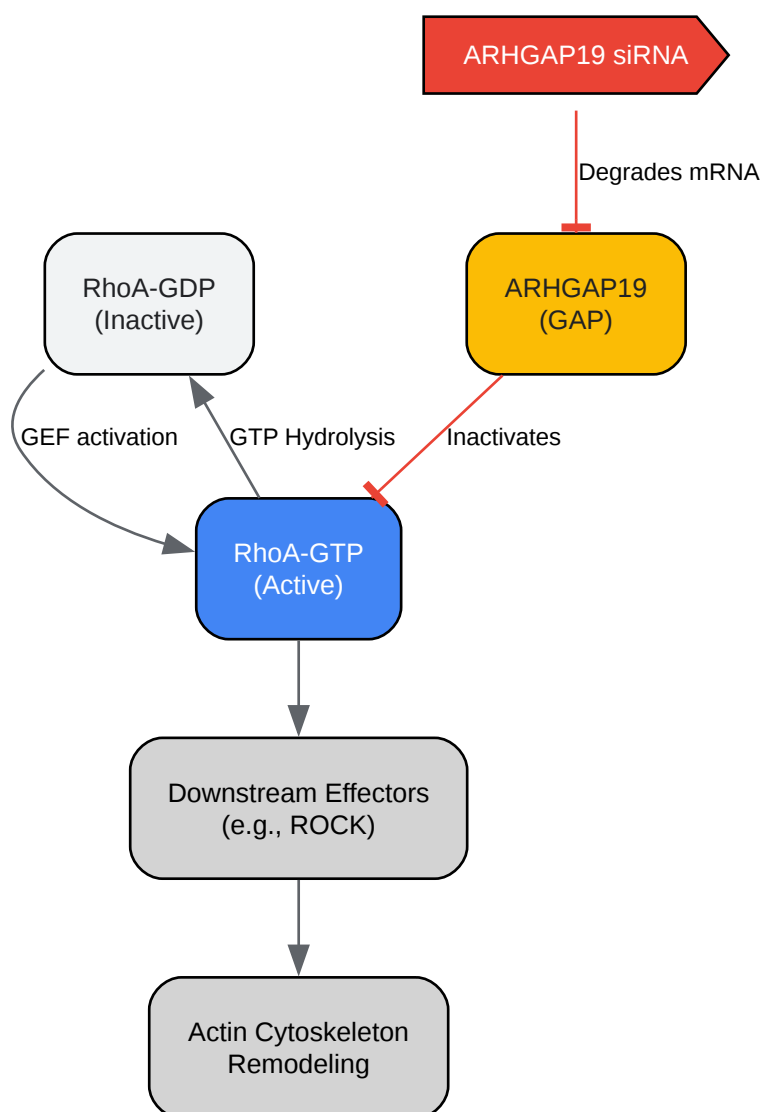 ARHGAP19 siRNA
Degrades mRNA
RhoA-GDP
(Inactive)
ARHGAP19
(GAP)
GEF activation
GTP Hydrolysis
Inactivates
RhoA-GTP
(Active)
Downstream Effectors
(e.g., ROCK)
Actin Cytoskeleton
Remodeling